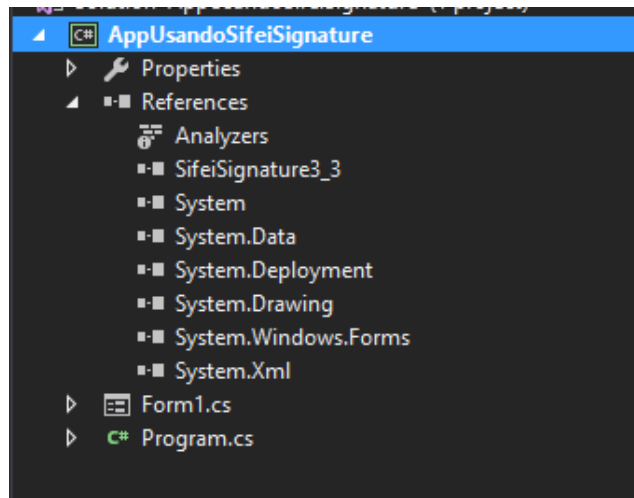 C# AppUsandoSifeiSignature
Properties
References
Analyzers
SifeiSignature3_3
System
System.Data
System.Deployment
System.Drawing
System.Windows.Forms
System.Xml
Form1.cs
C# Program.cs